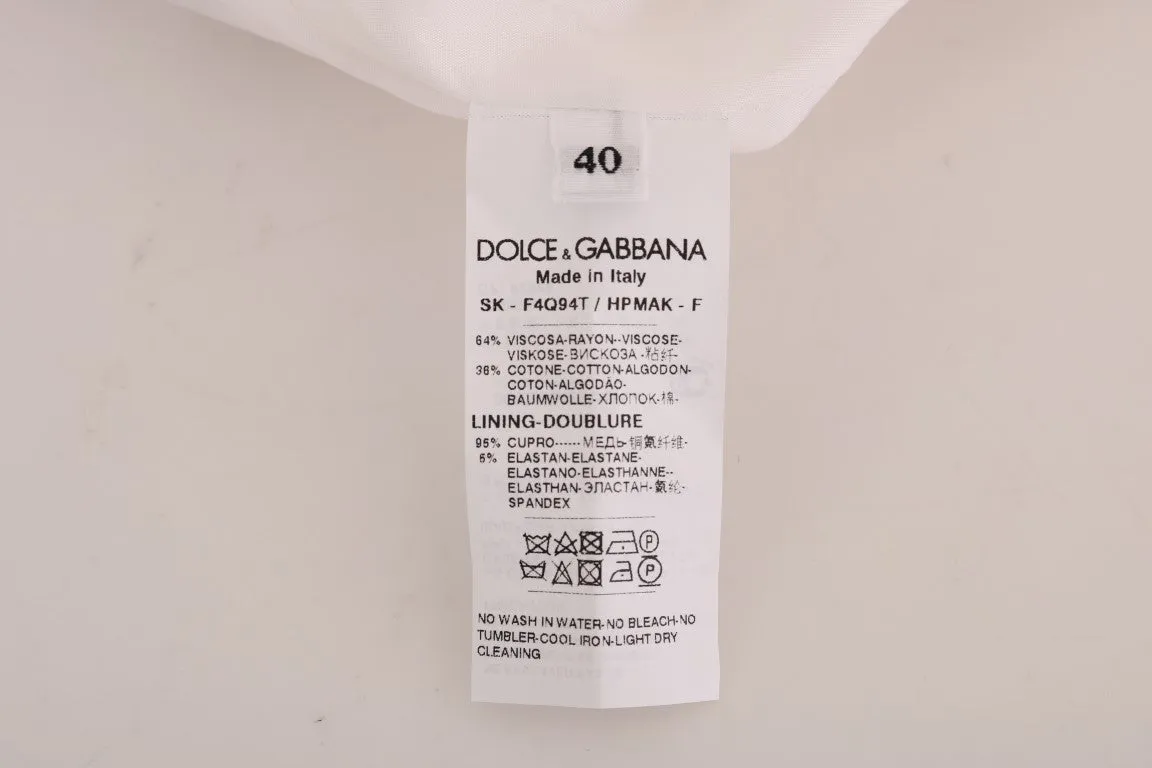 40
DOLCE & GABBANA
Made in Italy
SK - F4Q94T / HPMAK - F
64% VISCOSA-RAYON--VISCOSE-
VISKOSE-ВИСКОЗА-粘纤-
36% COTONE-COTTON-ALGODON-
COTON-ALGODÃO-
BAUMWOLLE-ХЛОПОК-棉-
LINING-DOUBLURE
95% CUPRO------МЕДЬ-铜氨纤维-
5% ELASTAN-ELASTANE-
ELASTANO-ELASTHANNE--
ELASTHAN-ЭЛАСТАН-氨纶-
SPANDEX
P
P
NO WASH IN WATER-NO BLEACH-NO
TUMBLER-COOL IRON-LIGHT DRY
CLEANING